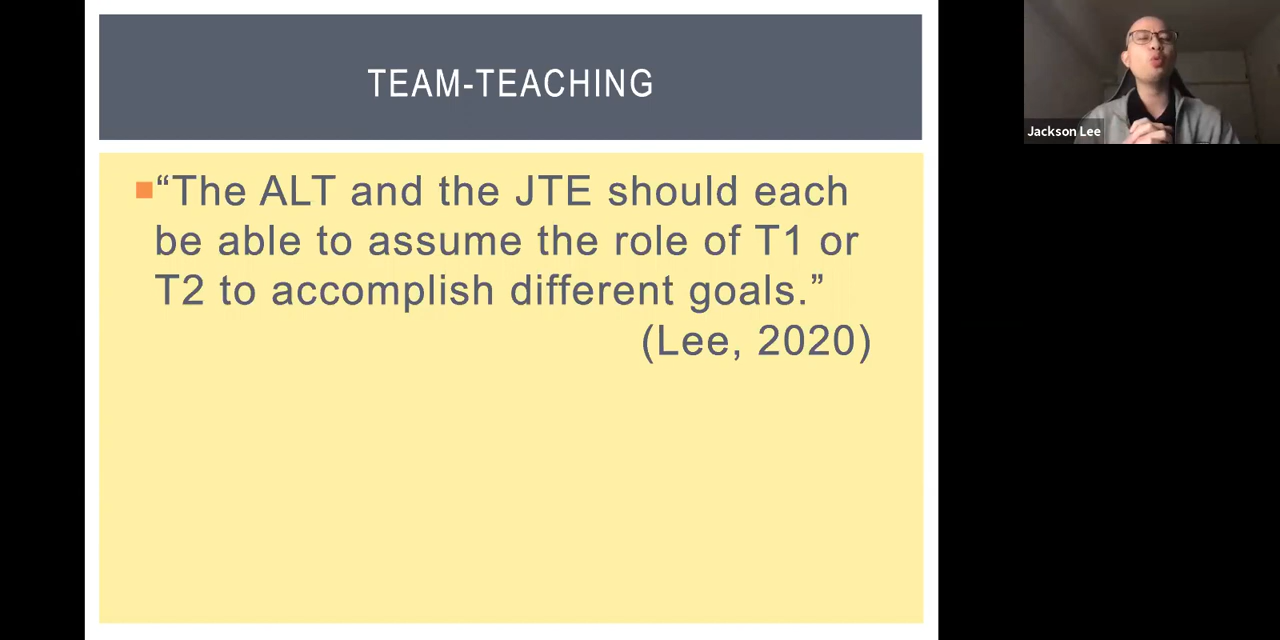 TEAM-TEACHING
“The ALT and the JTE should each
be able to assume the role of T1 or
T2 to accomplish different goals.”
(Lee, 2020)
Jackson Lee